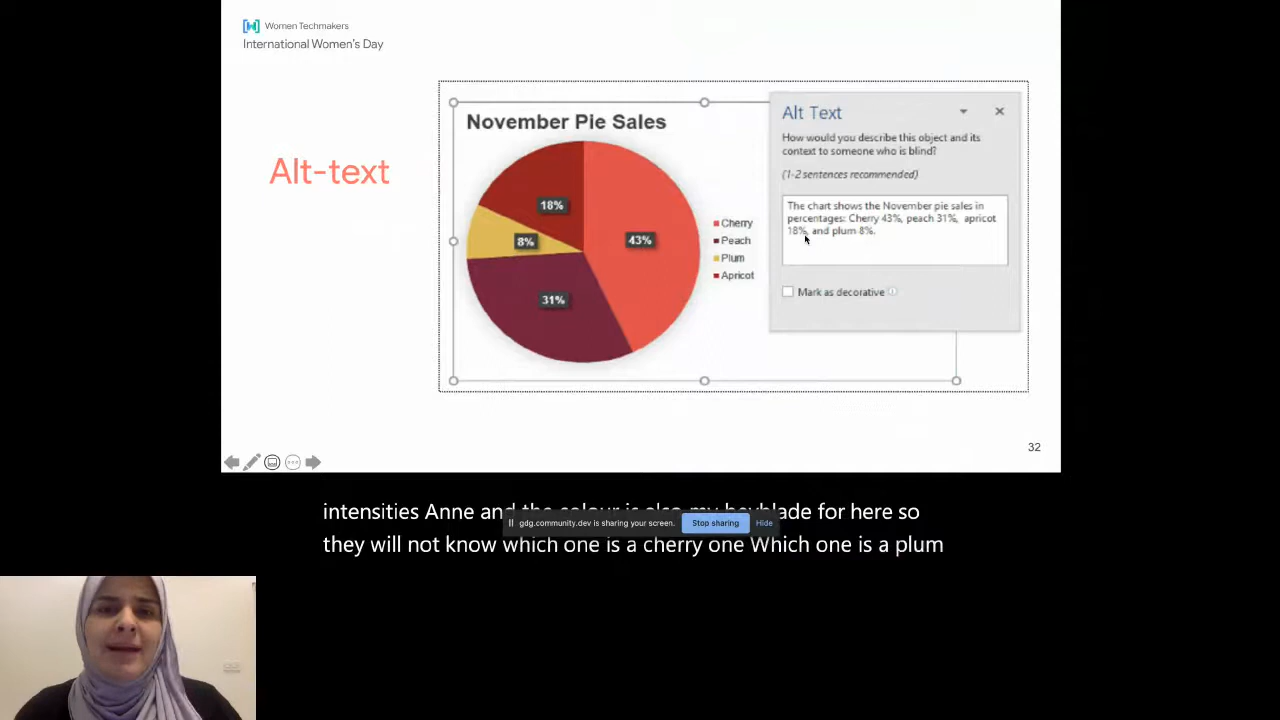 Women Techmakers
International Women's Day
Alt-text
November Pie Sales
18%
8%
43%
31%
Cherry
Peach
Plum
Apricot
Alt Text
How would you describe this object and its
context to someone who is blind?
(1-2 sentences recommended)
The chart shows the November pie sales in
percentages: Cherry 43%, peach 31%, apricot
18%, and plum 8%.
Mark as decorative
32
intensities Anne and the colour is also my heyblade for here so
gdg.community.dev is sharing your screen.
Stop sharing
Hide
they will not know which one is a cherry one Which one is a plum